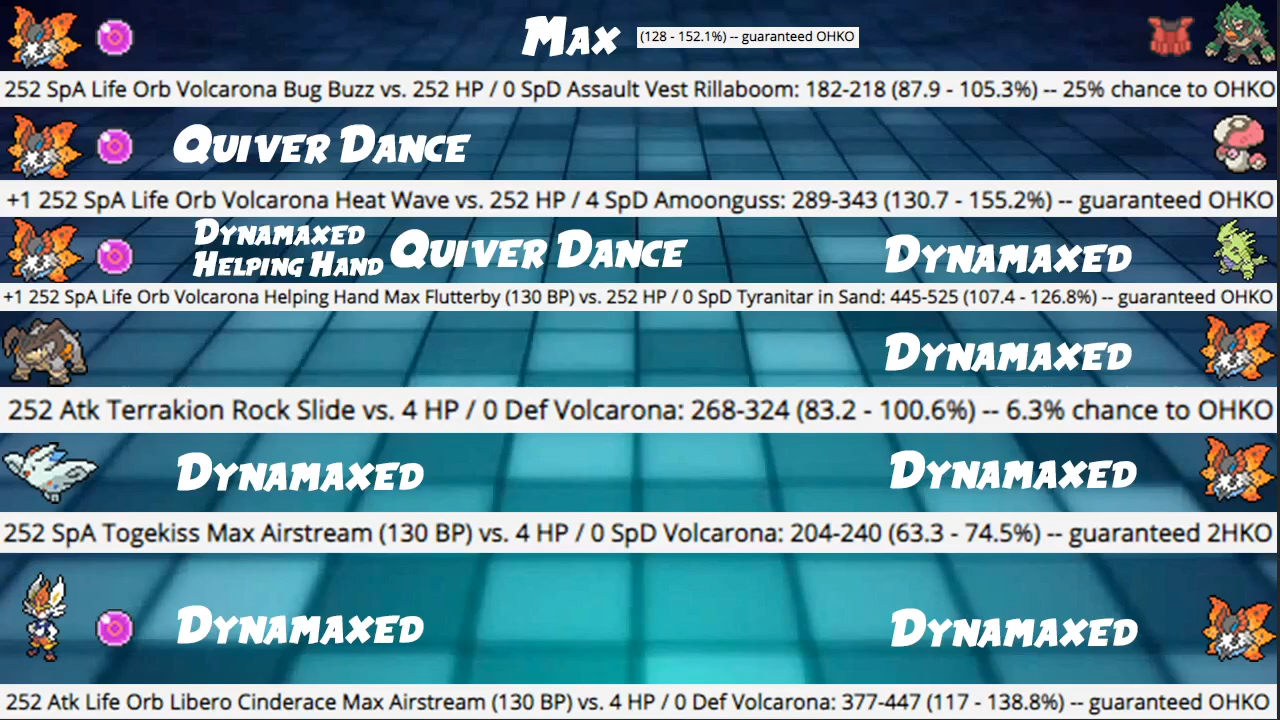 Max (128 - 152.1%) -- guaranteed OHKO
252 SpA Life Orb Volcarona Bug Buzz vs. 252 HP / 0 SpD Assault Vest Rillaboom: 182-218 (87.9 - 105.3%) -- 25% chance to OHKO
Quiver Dance
+1 252 SpA Life Orb Volcarona Heat Wave vs. 252 HP / 4 SpD Amoonguss: 289-343 (130.7 - 155.2%) -- guaranteed OHKO
Dynamaxed
Helping Hand Quiver Dance Dynamaxed
+1 252 SpA Life Orb Volcarona Helping Hand Max Flutterby (130 BP) vs. 252 HP / 0 SpD Tyranitar in Sand: 445-525 (107.4 - 126.8%) -- guaranteed OHKO
Dynamaxed
252 Atk Terrakion Rock Slide vs. 4 HP / 0 Def Volcarona: 268-324 (83.2 - 100.6%) -- 6.3% chance to OHKO
Dynamaxed Dynamaxed
252 SpA Togekiss Max Airstream (130 BP) vs. 4 HP / 0 SpD Volcarona: 204-240 (63.3 - 74.5%) -- guaranteed 2HKO
Dynamaxed Dynamaxed
252 Atk Life Orb Libero Cinderace Max Airstream (130 BP) vs. 4 HP / 0 Def Volcarona: 377-447 (117 - 138.8%) -- guaranteed OHKO